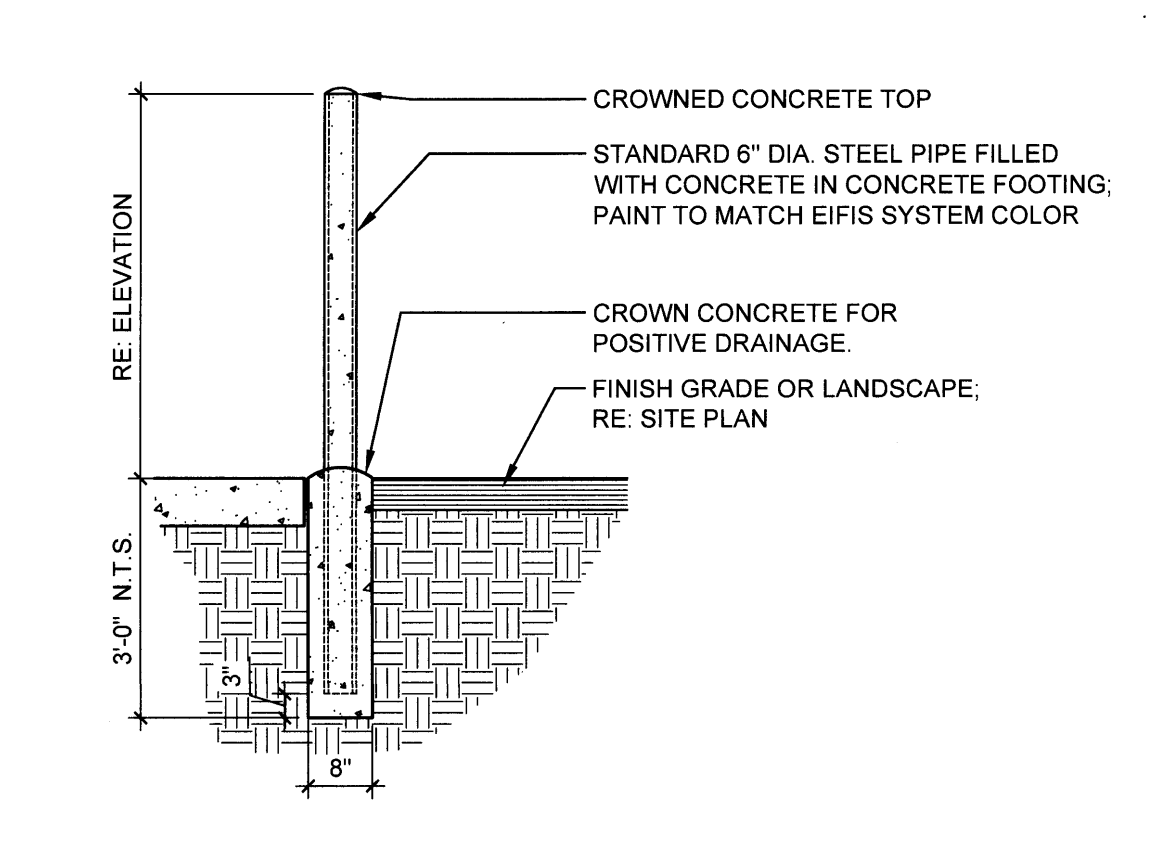 CROWNED CONCRETE TOP
STANDARD 6" DIA. STEEL PIPE FILLED
WITH CONCRETE IN CONCRETE FOOTING;
PAINT TO MATCH EIFIS SYSTEM COLOR
RE: ELEVATION
CROWN CONCRETE FOR
POSITIVE DRAINAGE.
FINISH GRADE OR LANDSCAPE;
RE: SITE PLAN
3'-0" N.T.S.
3"
8"